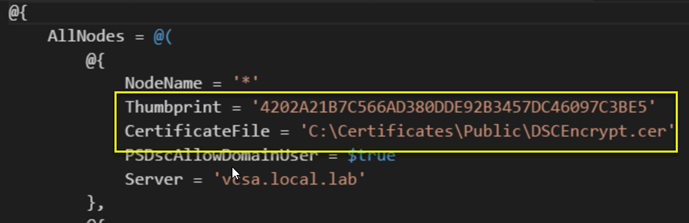 @{
AllNodes = @(
@{
NodeName = '*'
Thumbprint = '4202A21B7C566AD380DDE92B3457DC46097C3BE5'
CertificateFile = 'C:\Certificates\Public\DSCEncrypt.cer'
PSDscAllowDomainUser = $true
Server = 'vcsa.local.lab'
},
@{